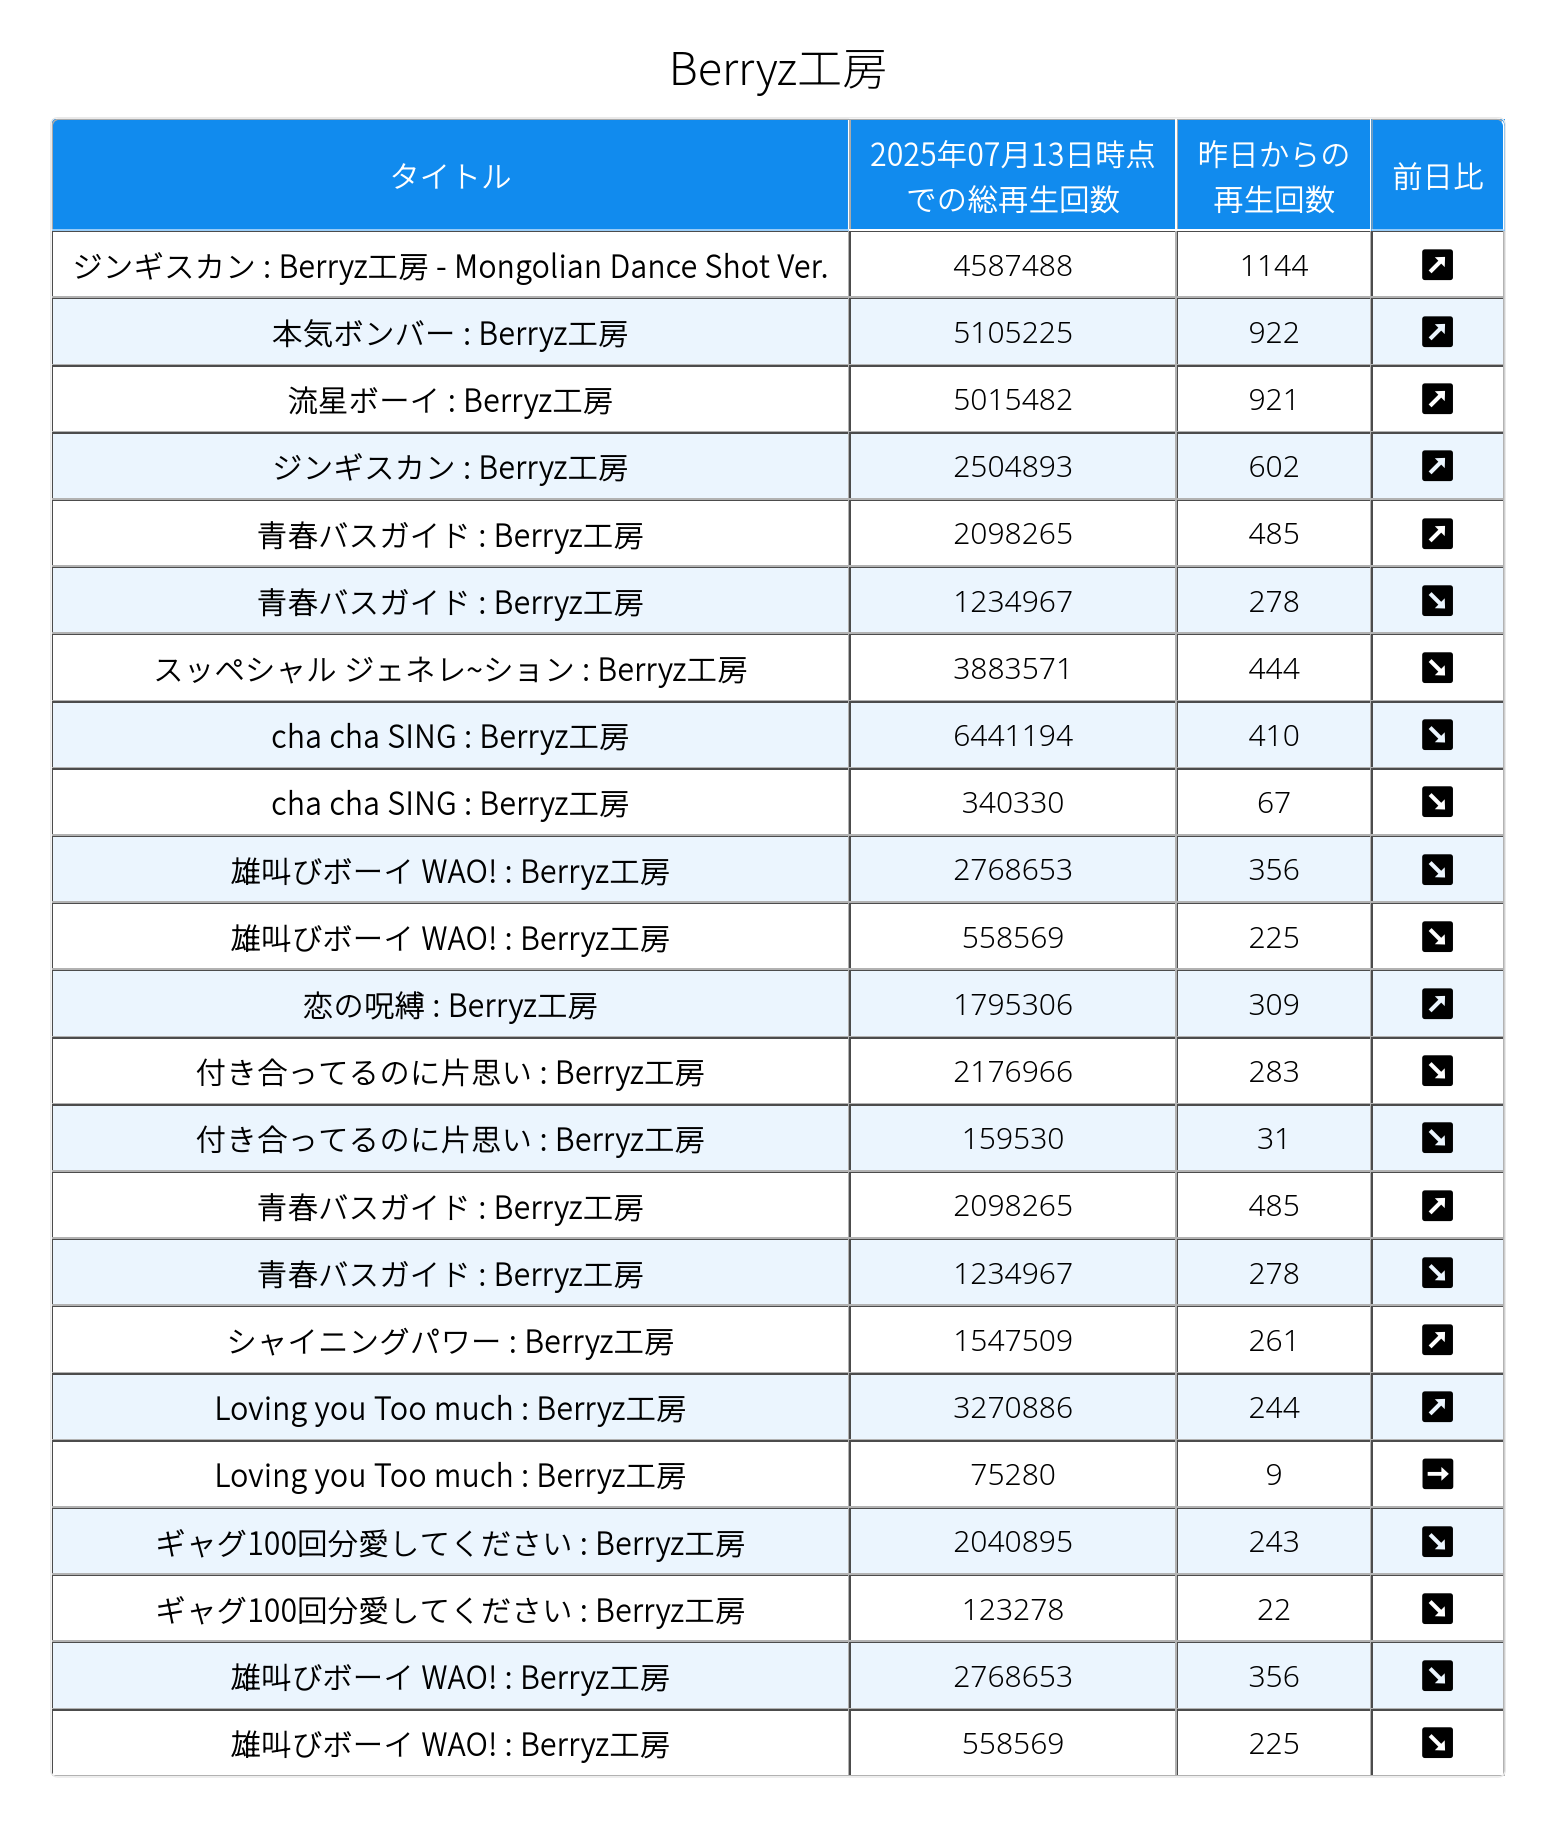 Berryz工房
タイトル
2025年07月13日時点
での総再生回数
昨日からの
再生回数
前日比
ジンギスカン : Berryz工房 - Mongolian Dance Shot Ver. 4587488 1144 ↗
本気ボンバー : Berryz工房 5105225 922 ↗
流星ボーイ : Berryz工房 5015482 921 ↗
ジンギスカン : Berryz工房 2504893 602 ↗
青春バスガイド : Berryz工房 2098265 485 ↗
青春バスガイド : Berryz工房 1234967 278 ↘
スッペシャル ジェネレ~ション : Berryz工房 3883571 444 ↘
cha cha SING : Berryz工房 6441194 410 ↘
cha cha SING : Berryz工房 340330 67 ↘
雄叫びボーイ WAO! : Berryz工房 2768653 356 ↘
雄叫びボーイ WAO! : Berryz工房 558569 225 ↘
恋の呪縛 : Berryz工房 1795306 309 ↗
付き合ってるのに片思い : Berryz工房 2176966 283 ↘
付き合ってるのに片思い : Berryz工房 159530 31 ↘
青春バスガイド : Berryz工房 2098265 485 ↗
青春バスガイド : Berryz工房 1234967 278 ↘
シャイニングパワー : Berryz工房 1547509 261 ↗
Loving you Too much : Berryz工房 3270886 244 ↗
Loving you Too much : Berryz工房 75280 9 →
ギャグ100回分愛してください : Berryz工房 2040895 243 ↘
ギャグ100回分愛してください : Berryz工房 123278 22 ↘
雄叫びボーイ WAO! : Berryz工房 2768653 356 ↘
雄叫びボーイ WAO! : Berryz工房 558569 225 ↘